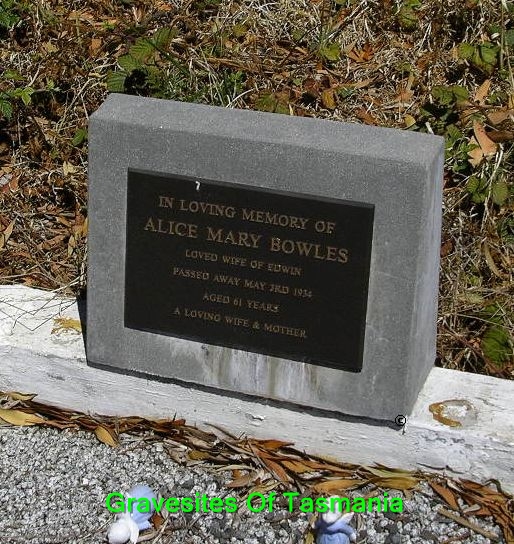 IN LOVING MEMORY OF
ALICE MARY BOWLES
LOVED WIFE OF EDWIN
PASSED AWAY MAY 3RD 1934
AGED 61 YEARS
A LOVING WIFE & MOTHER
©
Gravesites Of Tasmania